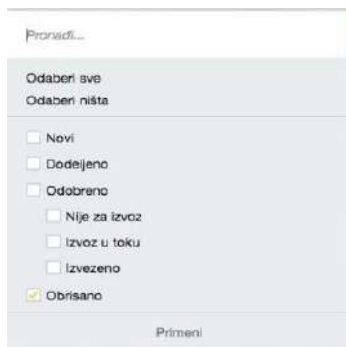 Pronađi...
Odaberi sve
Odaberi ništa
Novi
Dodeljeno
Odobreno
Nije za izvoz
Izvoz u toku
Izvezeno
Obrisano
Primeni